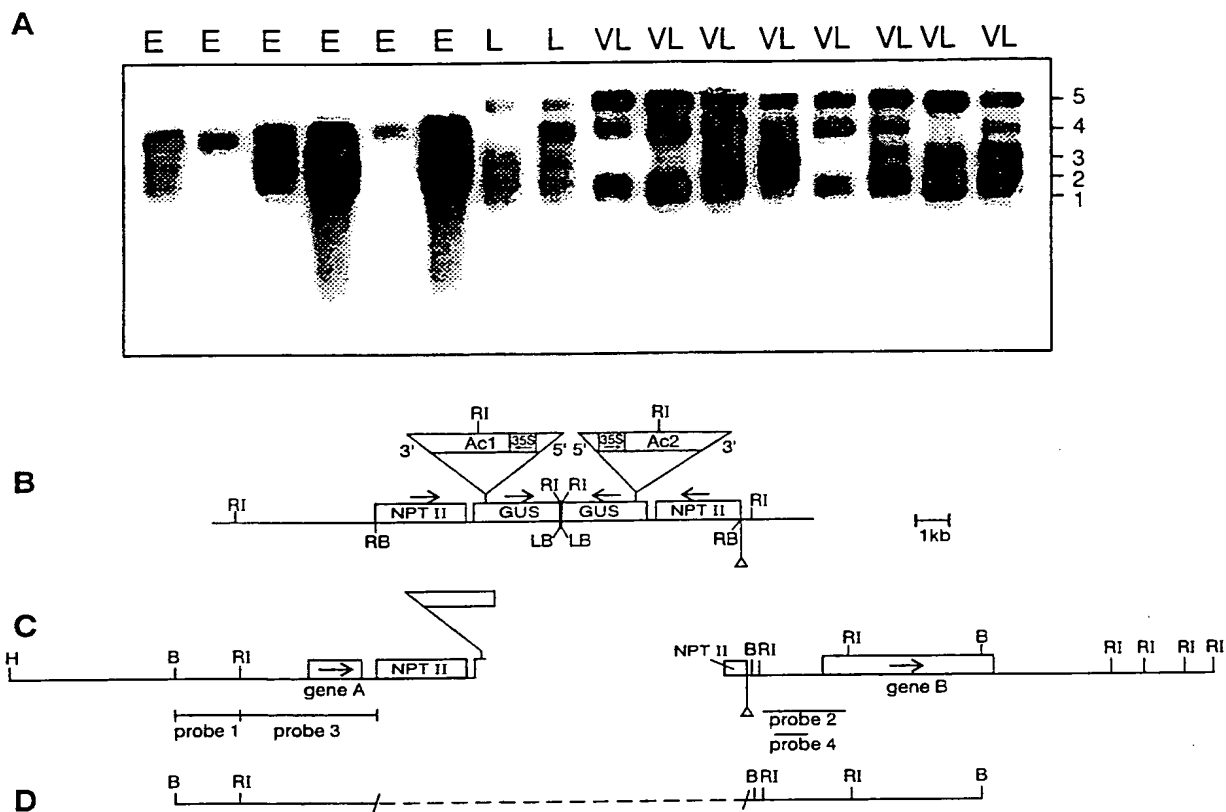 A
E E E E E E L L VL VL VL VL VL VL VL VL
5
4
3
2
1
RI RI
3' Ac1 35S 5' 5' 35S Ac2 3'
B
RI RI RI RI
NPT II GUS GUS NPT II
RB LB LB RB
1kb
C
H B RI NPT II NPT II B RI RI B RI RI RI RI
gene A gene B
probe 1 probe 3 probe 2
probe 4
D
B RI B RI RI B